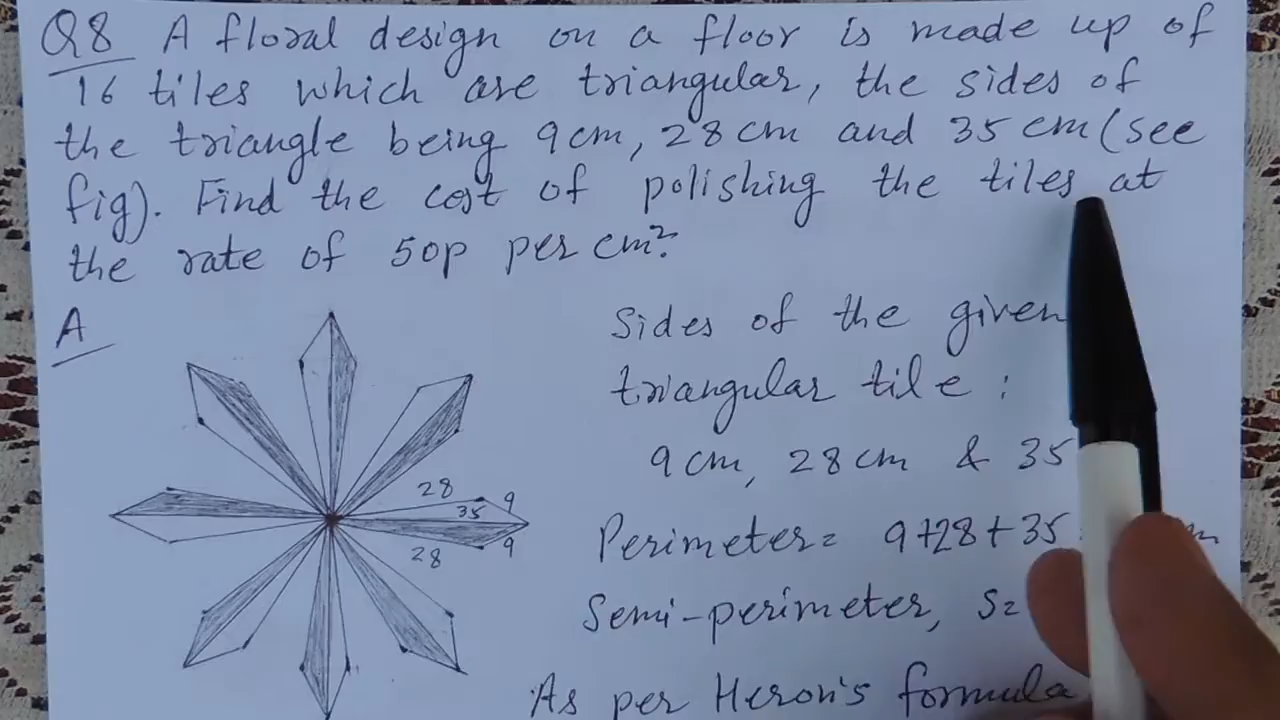 Q8 A floral design on a floor is made up of
16 tiles which are triangular, the sides of
the triangle being 9cm, 28cm and 35cm (see
fig). Find the cost of polishing the tiles at
the rate of 50p per cm²?
A
Sides of the given
triangular tile :
9cm, 28cm & 35
28
9
35
28
9
Perimeter = 9+28+35
Semi-perimeter, S=
As per Heron's formula